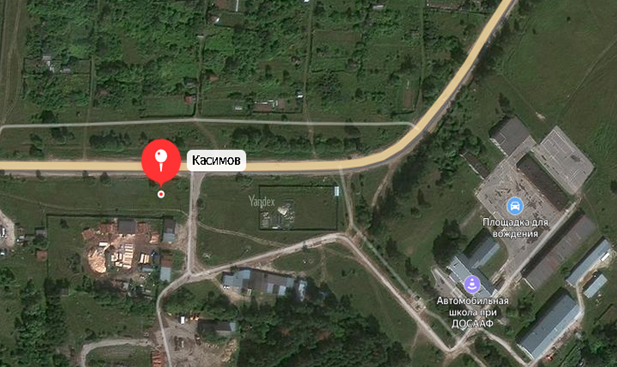 Касимов
Yandex
Площадка для
вождения
Автомобильная
школа при
ДОСААФ